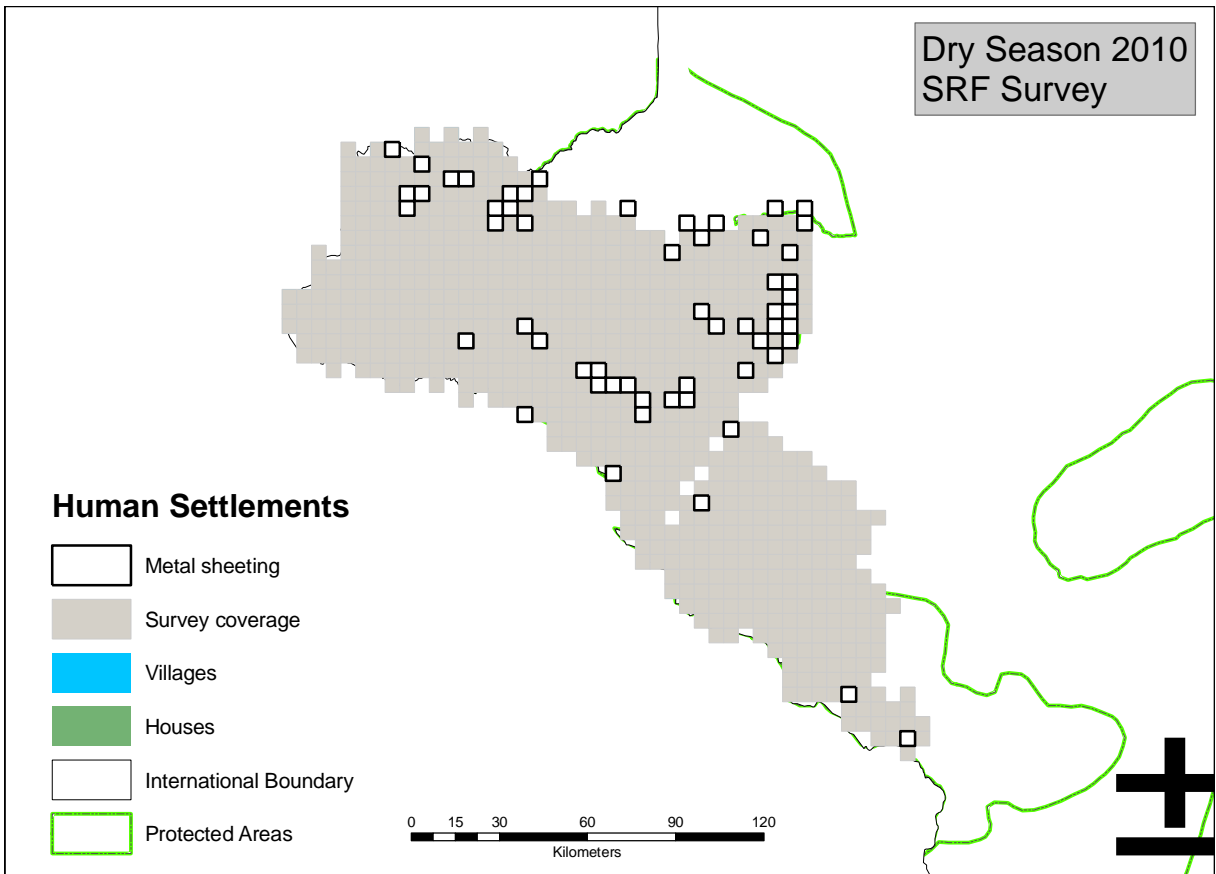 Dry Season 2010
SRF Survey
Human Settlements
Metal sheeting
Survey coverage
Villages
Houses
International Boundary
Protected Areas
0 15 30 60 90 120
Kilometers